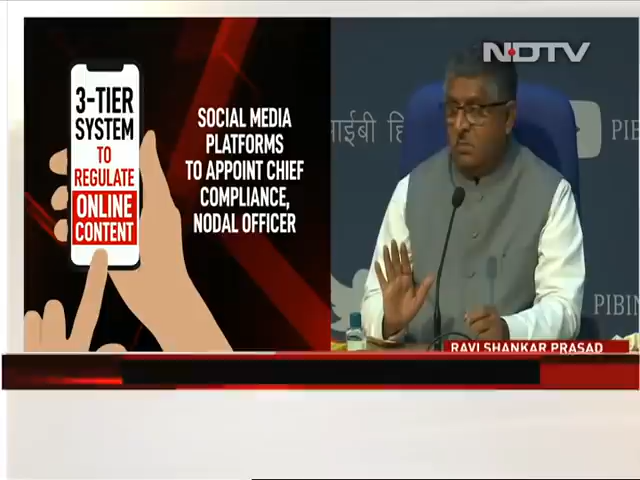 NDTV
3-TIER
SYSTEM
TO
REGULATE
ONLINE
CONTENT
SOCIAL MEDIA
PLATFORMS
TO APPOINT CHIEF
COMPLIANCE,
NODAL OFFICER
आईबी हि
PIB
PIBIN
RAVI SHANKAR PRASAD